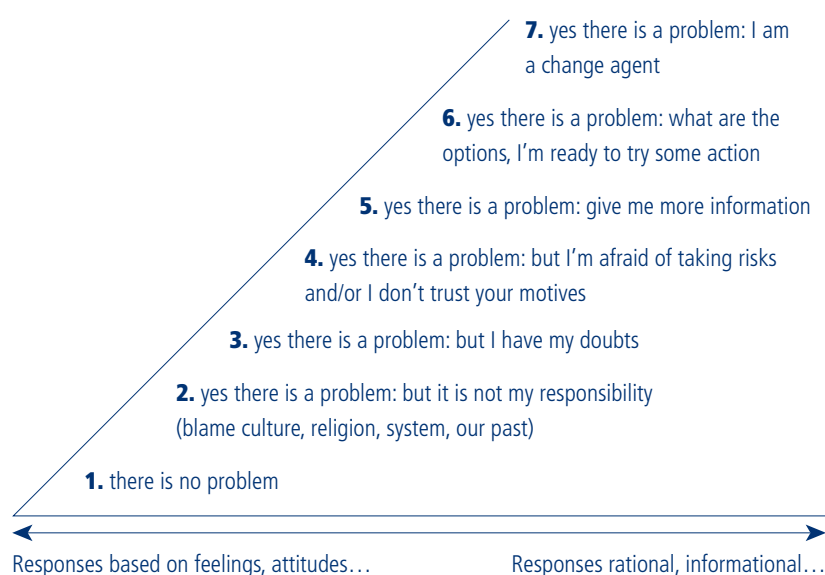 7. yes there is a problem: I am
a change agent
6. yes there is a problem: what are the
options, I'm ready to try some action
5. yes there is a problem: give me more information
4. yes there is a problem: but I'm afraid of taking risks
and/or I don't trust your motives
3. yes there is a problem: but I have my doubts
2. yes there is a problem: but it is not my responsibility
(blame culture, religion, system, our past)
1. there is no problem
Responses based on feelings, attitudes…
Responses rational, informational…